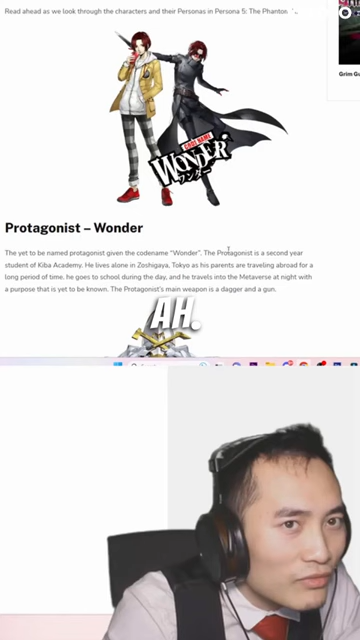 Read ahead as we look through the characters and their Personas in Persona 5: The Phantom
CODE NAME
WONDER
ワンダー
Grim Gu
Protagonist – Wonder
The yet to be named protagonist given the codename "Wonder". The Protagonist is a second year
student of Kiba Academy. He lives alone in Zoshigaya, Tokyo as his parents are traveling abroad for a
long period of time. he goes to school during the day, and he travels into the Metaverse at night with
a purpose that is yet to be known. The Protagonist's main weapon is a dagger and a gun.
AH.